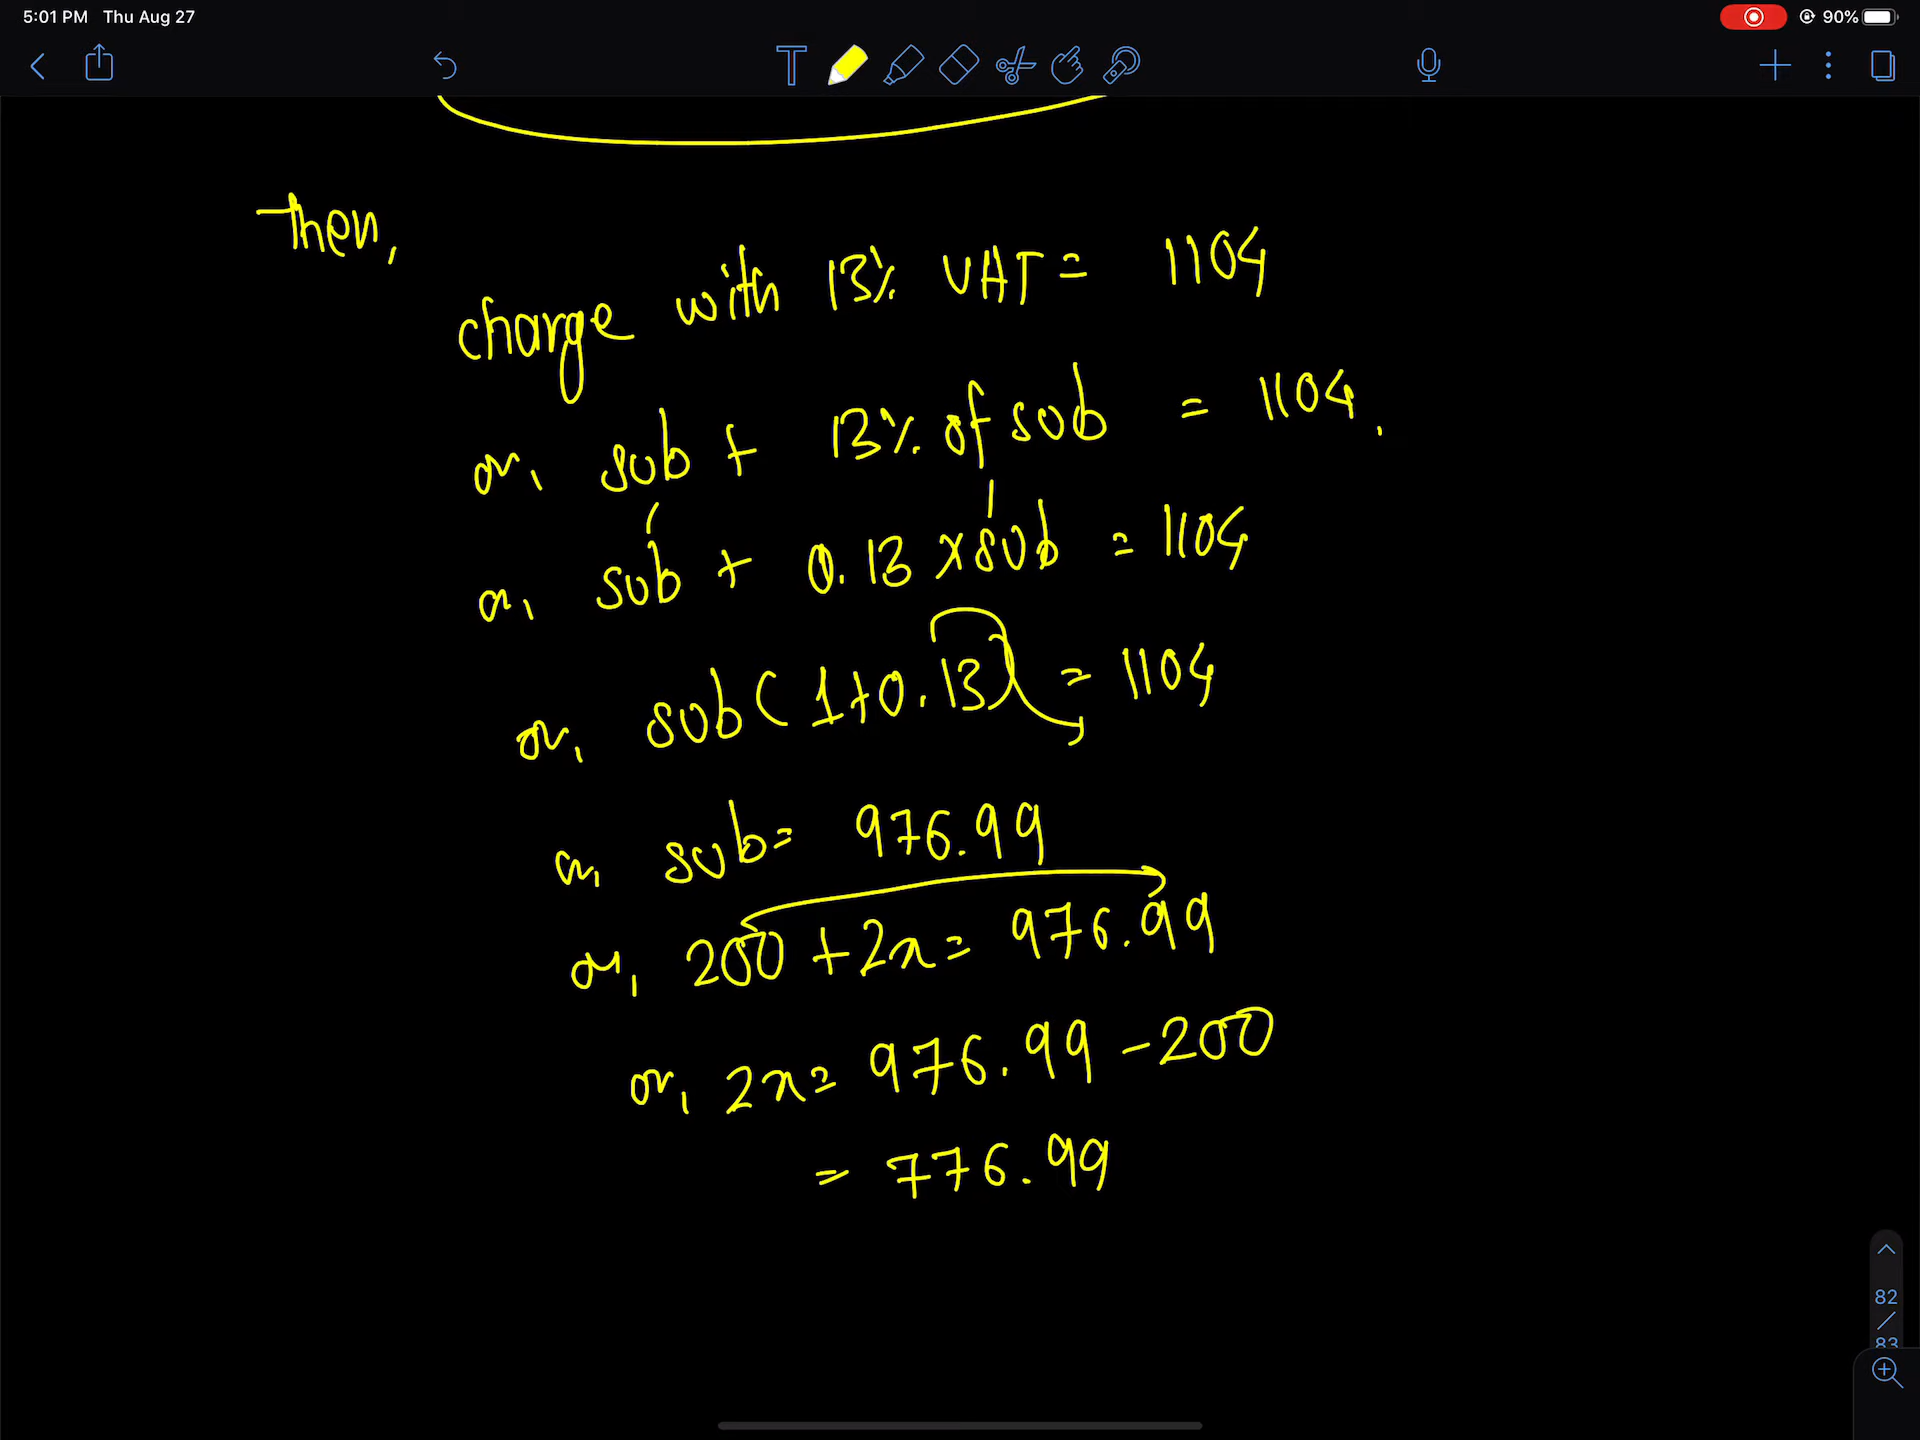 5:01 PM Thu Aug 27
90%
T
Then,
charge with 13% VAT = 1104
or, sub + 13% of sub = 1104.
or, sub + 0.13 × sub = 1104
or, sub (1+0.13) = 1104
or, sub = 976.99
or, 200 + 2x = 976.99
or, 2x = 976.99 - 200
= 776.99
82
/
83